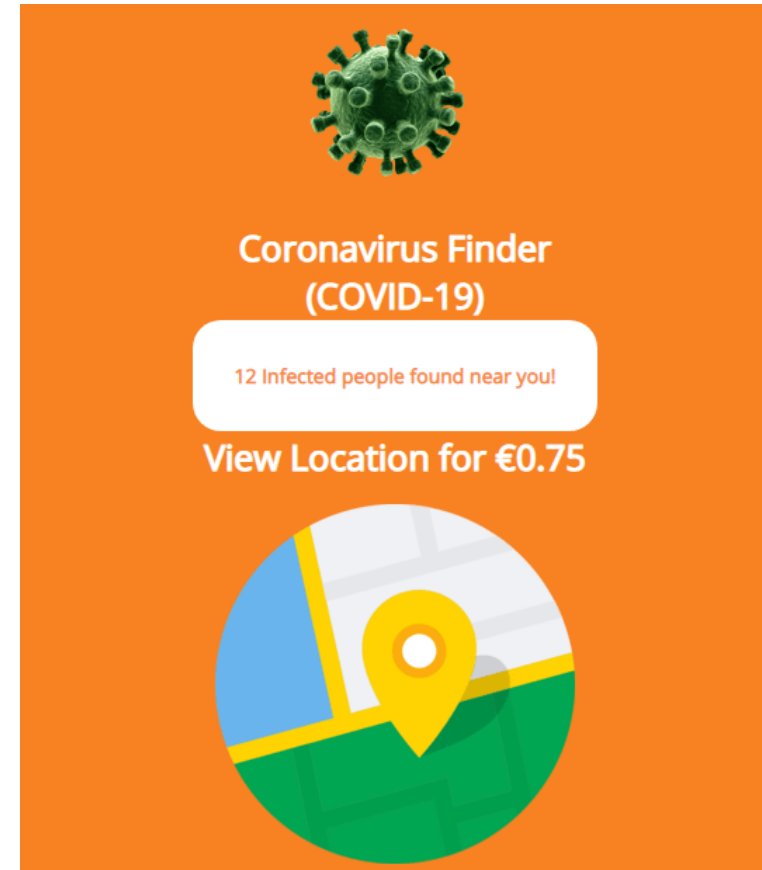 Coronavirus Finder
(COVID-19)
12 Infected people found near you!
View Location for €0.75